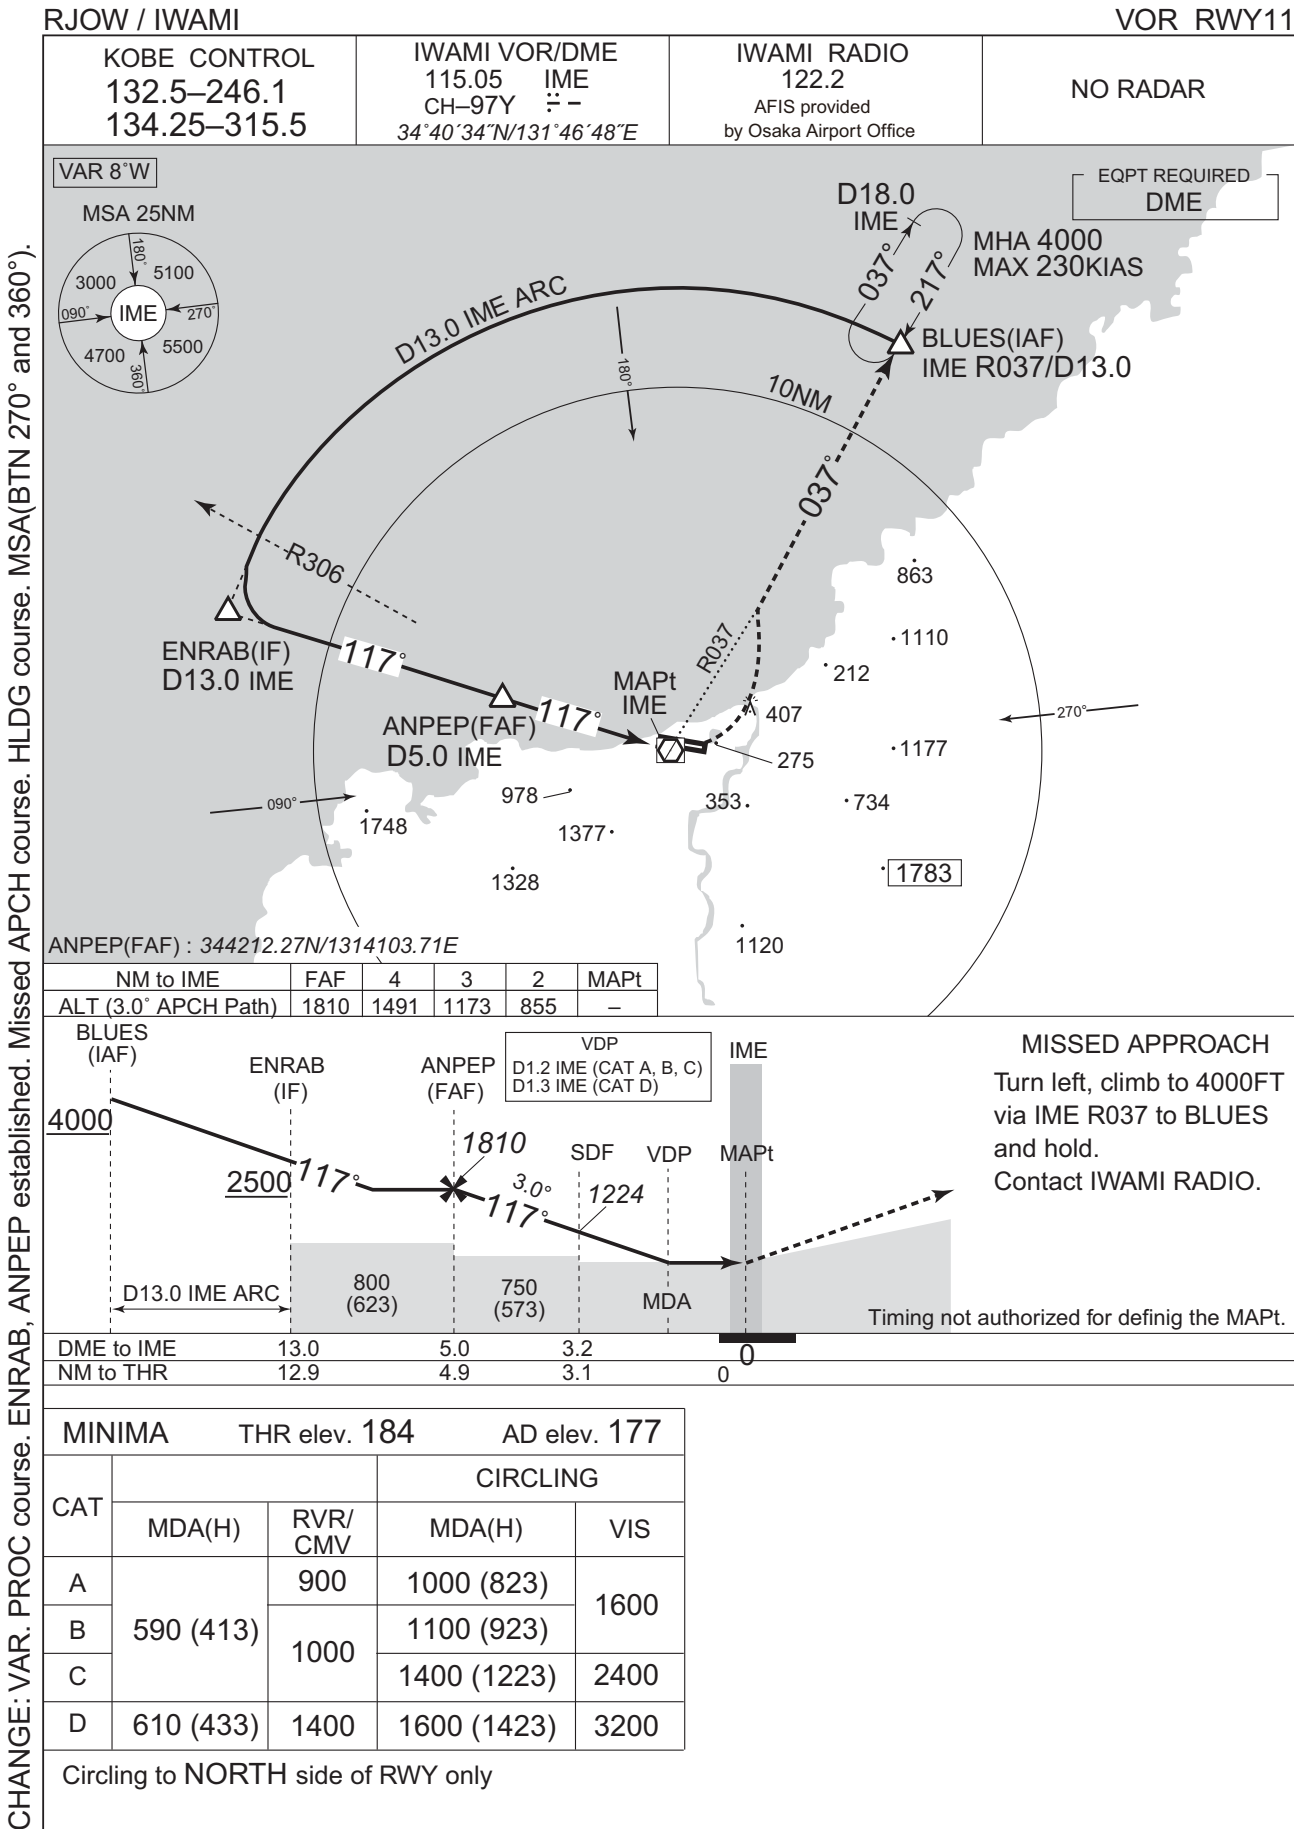 RJOW / IWAMI
VOR RWY11
KOBE CONTROL
132.5–246.1
134.25–315.5
IWAMI VOR/DME
115.05 IME
CH–97Y
34°40´34˝N/131°46´48˝E
IWAMI RADIO
122.2
AFIS provided
by Osaka Airport Office
NO RADAR
VAR 8°W
MSA 25NM
180°
3000
5100
090°
IME
270°
4700
5500
360°
EQPT REQUIRED
DME
D18.0
IME
037°
217°
MHA 4000
MAX 230KIAS
D13.0 IME ARC
BLUES(IAF)
IME R037/D13.0
180°
10NM
037°
R306
863
ENRAB(IF)
D13.0 IME
117°
R037
1110
212
MAPt
IME
ANPEP(FAF)
D5.0 IME
117°
407
270°
275
1177
090°
978
353
734
1748
1377
1328
1783
1120
ANPEP(FAF) : 344212.27N/1314103.71E
NM to IME FAF 4 3 2 MAPt
ALT (3.0° APCH Path) 1810 1491 1173 855 –
BLUES
(IAF)
ENRAB
(IF)
ANPEP
(FAF)
VDP
D1.2 IME (CAT A, B, C)
D1.3 IME (CAT D)
IME
MISSED APPROACH
Turn left, climb to 4000FT
via IME R037 to BLUES
and hold.
Contact IWAMI RADIO.
4000
2500
117°
1810
3.0°
117°
SDF
1224
VDP
MAPt
D13.0 IME ARC
800
(623)
750
(573)
MDA
Timing not authorized for definig the MAPt.
DME to IME 13.0 5.0 3.2 0
NM to THR 12.9 4.9 3.1 0
MINIMA THR elev. 184 AD elev. 177
CAT
CIRCLING
MDA(H)
RVR/
CMV
MDA(H)
VIS
A 900 1000 (823)
1600
B 590 (413) 1100 (923)
1000
C 1400 (1223) 2400
D 610 (433) 1400 1600 (1423) 3200
Circling to NORTH side of RWY only
CHANGE: VAR. PROC course. ENRAB, ANPEP established. Missed APCH course. HLDG course. MSA(BTN 270° and 360°).